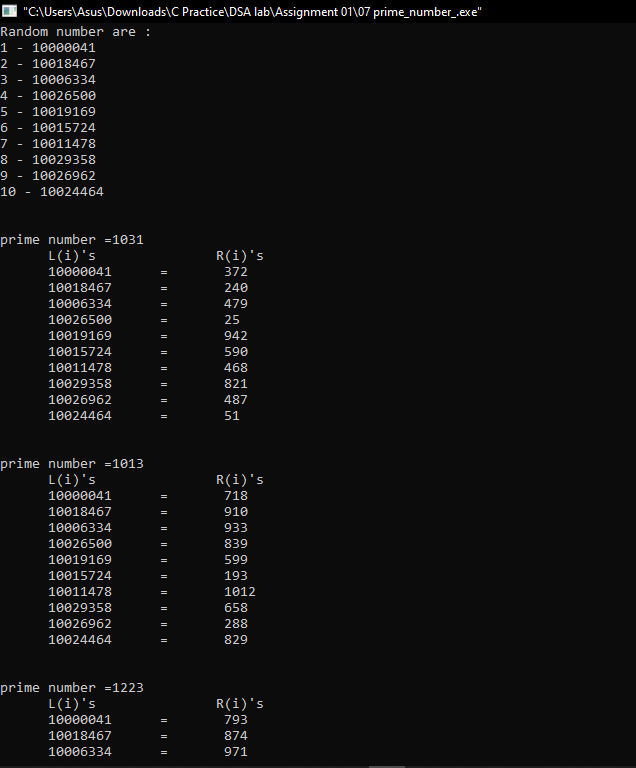 "C:\Users\Asus\Downloads\C Practice\DSA lab\Assignment 01\07 prime_number_.exe"
Random number are :
1 - 10000041
2 - 10018467
3 - 10006334
4 - 10026500
5 - 10019169
6 - 10015724
7 - 10011478
8 - 10029358
9 - 10026962
10 - 10024464
prime number =1031
L(i)'s R(i)'s
10000041 = 372
10018467 = 240
10006334 = 479
10026500 = 25
10019169 = 942
10015724 = 590
10011478 = 468
10029358 = 821
10026962 = 487
10024464 = 51
prime number =1013
L(i)'s R(i)'s
10000041 = 718
10018467 = 910
10006334 = 933
10026500 = 839
10019169 = 599
10015724 = 193
10011478 = 1012
10029358 = 658
10026962 = 288
10024464 = 829
prime number =1223
L(i)'s R(i)'s
10000041 = 793
10018467 = 874
10006334 = 971